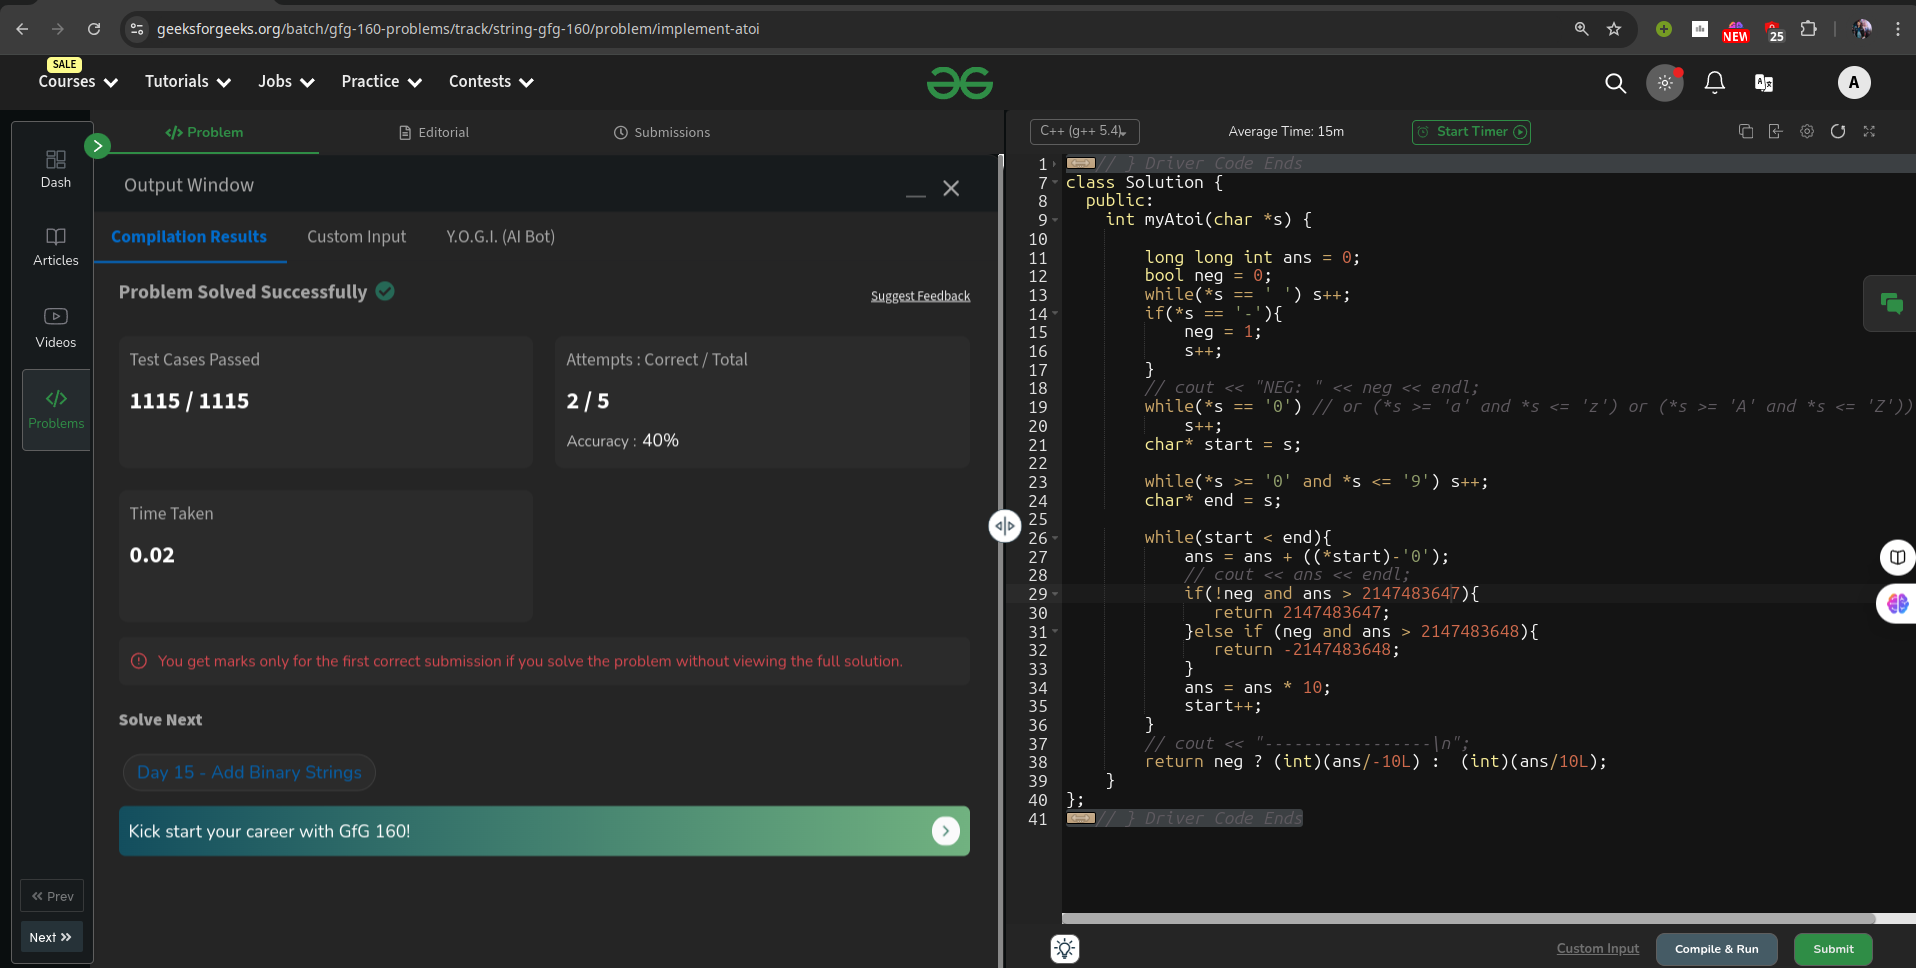 geeksforgeeks.org/batch/gfg-160-problems/track/string-gfg-160/problem/implement-atoi
NEW
25
SALE
Courses
Tutorials
Jobs
Practice
Contests
A
Dash
Articles
Videos
</> Problems
Prev
Next
</> Problem
Editorial
Submissions
Output Window
Compilation Results
Custom Input
Y.O.G.I. (AI Bot)
Problem Solved Successfully
Suggest Feedback
Test Cases Passed
1115 / 1115
Attempts : Correct / Total
2 / 5
Accuracy : 40%
Time Taken
0.02
You get marks only for the first correct submission if you solve the problem without viewing the full solution.
Solve Next
Day 15 - Add Binary Strings
Kick start your career with GfG 160!
C++ (g++ 5.4)
Average Time: 15m
Start Timer
1 // } Driver Code Ends
7 class Solution {
8 public:
9 int myAtoi(char *s) {
10
11 long long int ans = 0;
12 bool neg = 0;
13 while(*s == ' ') s++;
14 if(*s == '-'){
15 neg = 1;
16 s++;
17 }
18 // cout << "NEG: " << neg << endl;
19 while(*s == '0') // or (*s >= 'a' and *s <= 'z') or (*s >= 'A' and *s <= 'Z'))
20 s++;
21 char* start = s;
22
23 while(*s >= '0' and *s <= '9') s++;
24 char* end = s;
25
26 while(start < end){
27 ans = ans + ((*start)-'0');
28 // cout << ans << endl;
29 if(!neg and ans > 2147483647){
30 return 2147483647;
31 }else if (neg and ans > 2147483648){
32 return -2147483648;
33 }
34 ans = ans * 10;
35 start++;
36 }
37 // cout << "-----------------\n";
38 return neg ? (int)(ans/-10L) :  (int)(ans/10L);
39 }
40 };
41 // } Driver Code Ends
Custom Input
Compile & Run
Submit